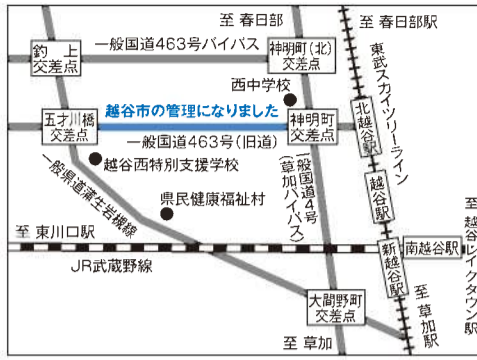 至 春日部
至 春日部駅
釣上
交差点
一般国道463号バイパス
神明町(北)
交差点
東武スカイツリーライン
西中学校
越谷市の管理になりました
五才川橋
交差点
一般国道463号(旧道)
神明町
交差点
北越谷駅
越谷西特別支援学校
一般国道4号
(草加バイパス)
越谷駅
一般県道蒲生岩槻線
県民健康福祉村
至 東川口駅
新越谷駅
南越谷駅
至 越谷レイクタウン駅
JR武蔵野線
大間野町
交差点
至 草加
至 草加駅